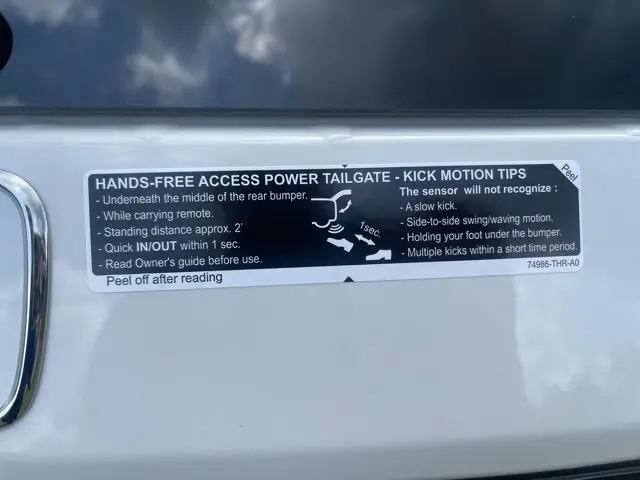 HANDS-FREE ACCESS POWER TAILGATE - KICK MOTION TIPS
Peel
- Underneath the middle of the rear bumper.
- While carrying remote.
- Standing distance approx. 2'
- Quick IN/OUT within 1 sec.
- Read Owner's guide before use.
1sec.
The sensor will not recognize :
- A slow kick.
- Side-to-side swing/waving motion.
- Holding your foot under the bumper.
- Multiple kicks within a short time period.
Peel off after reading
74986-THR-A0